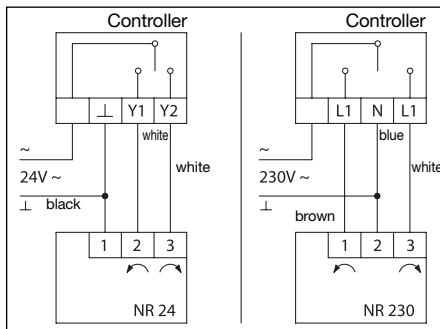 Controller
⊥ Y1 Y2
white
~
24V ~
white
⊥ black
1 2 3
NR 24
Controller
L1 N L1
blue
~
230V ~
white
⊥
brown
1 2 3
NR 230